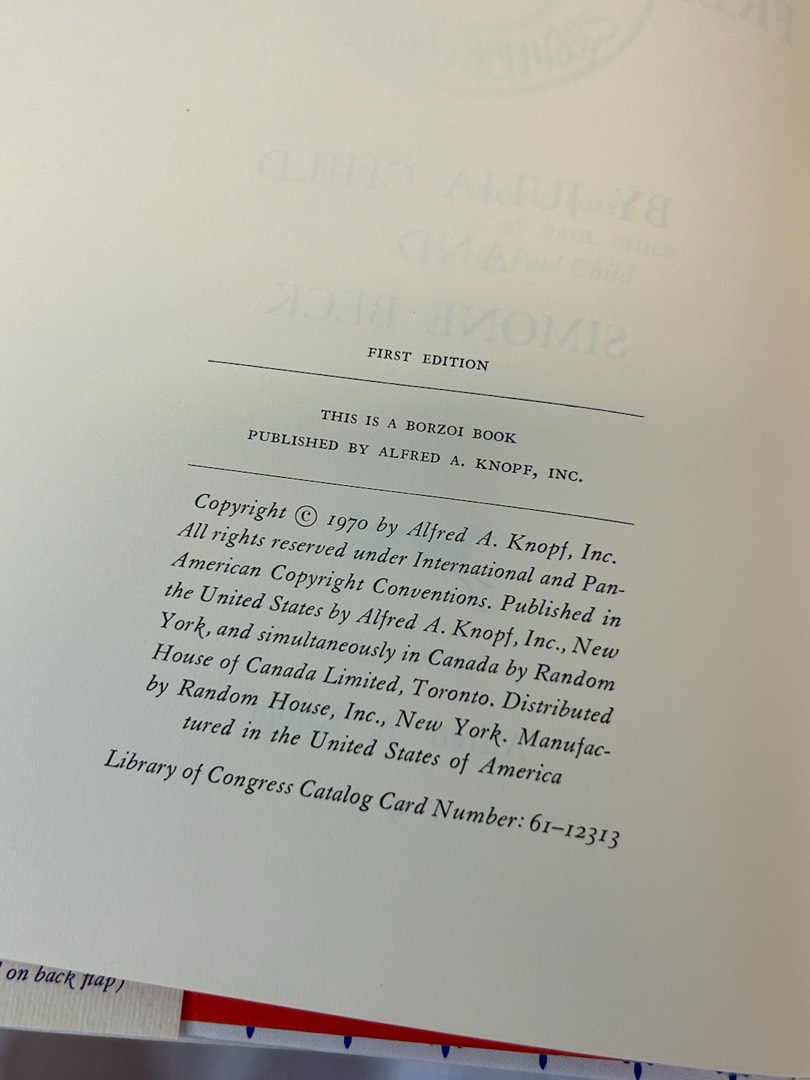 FIRST EDITION
THIS IS A BORZOI BOOK
PUBLISHED BY ALFRED A. KNOPF, INC.
Copyright © 1970 by Alfred A. Knopf, Inc.
All rights reserved under International and Pan-
American Copyright Conventions. Published in
the United States by Alfred A. Knopf, Inc., New
York, and simultaneously in Canada by Random
House of Canada Limited, Toronto. Distributed
by Random House, Inc., New York. Manufac-
tured in the United States of America
Library of Congress Catalog Card Number: 61-12313
on back flap)